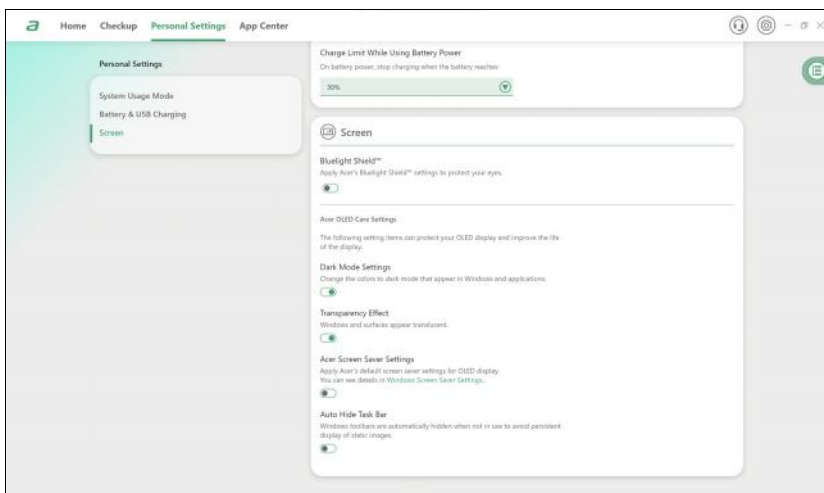 Home Checkup Personal Settings App Center
Personal Settings
System Usage Mode
Battery & USB Charging
Screen
Charge Limit While Using Battery Power
On battery power, stop charging when the battery reaches:
30%
Screen
Bluelight Shield™
Apply Acer's Bluelight Shield™ settings to protect your eyes.
Acer OLED Care Settings
The following setting items can protect your OLED display and improve the life
of the display.
Dark Mode Settings
Change the colors to dark mode that appear in Windows and applications.
Transparency Effect
Windows and surfaces appear translucent.
Acer Screen Saver Settings
Apply Acer's default screen saver settings for OLED display.
You can see details in Windows Screen Saver Settings.
Auto Hide Task Bar
Windows toolbars are automatically hidden when not in use to avoid persistent
display of static images.